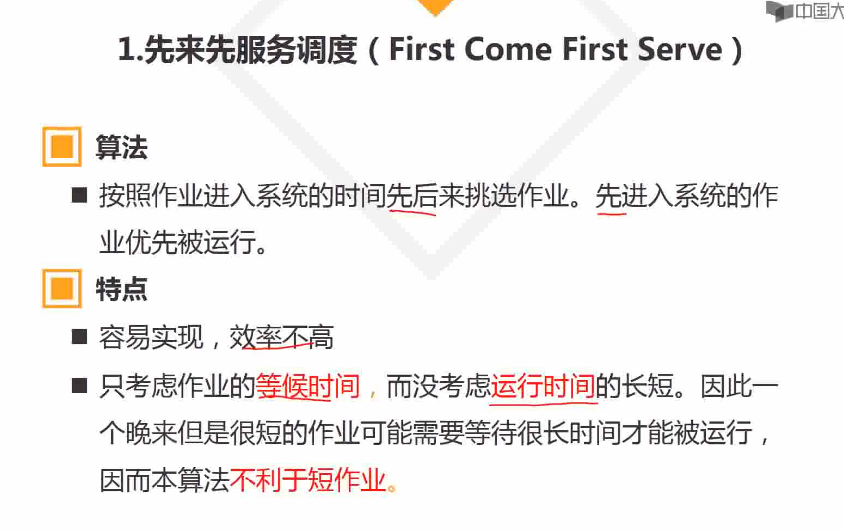 中国大
1.先来先服务调度（First Come First Serve）
算法
■ 按照作业进入系统的时间先后来挑选作业。先进入系统的作
业优先被运行。
特点
■ 容易实现，效率不高
■ 只考虑作业的等候时间，而没考虑运行时间的长短。因此一
个晚来但是很短的作业可能需要等待很长时间才能被运行，
因而本算法不利于短作业。